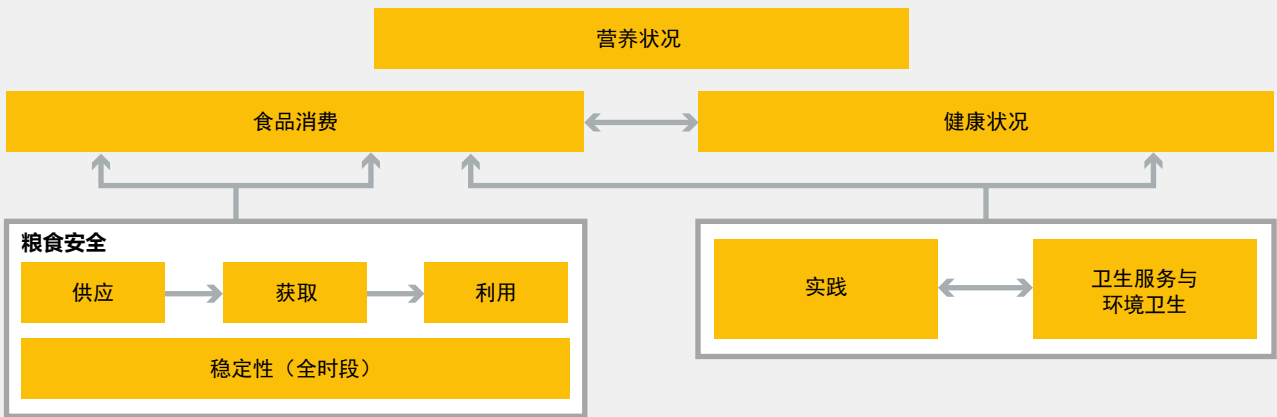 营养状况
食品消费
健康状况
粮食安全
供应
获取
利用
稳定性（全时段）
实践
卫生服务与
环境卫生